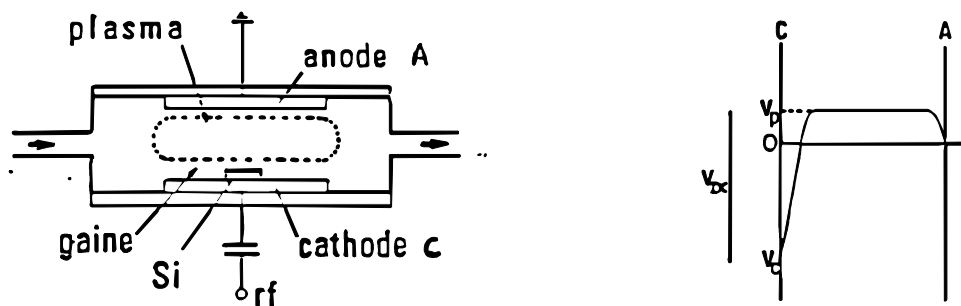 plasma
anode A
gaine
Si
cathode C
rf
C
A
Vp
O
VDC
Vc